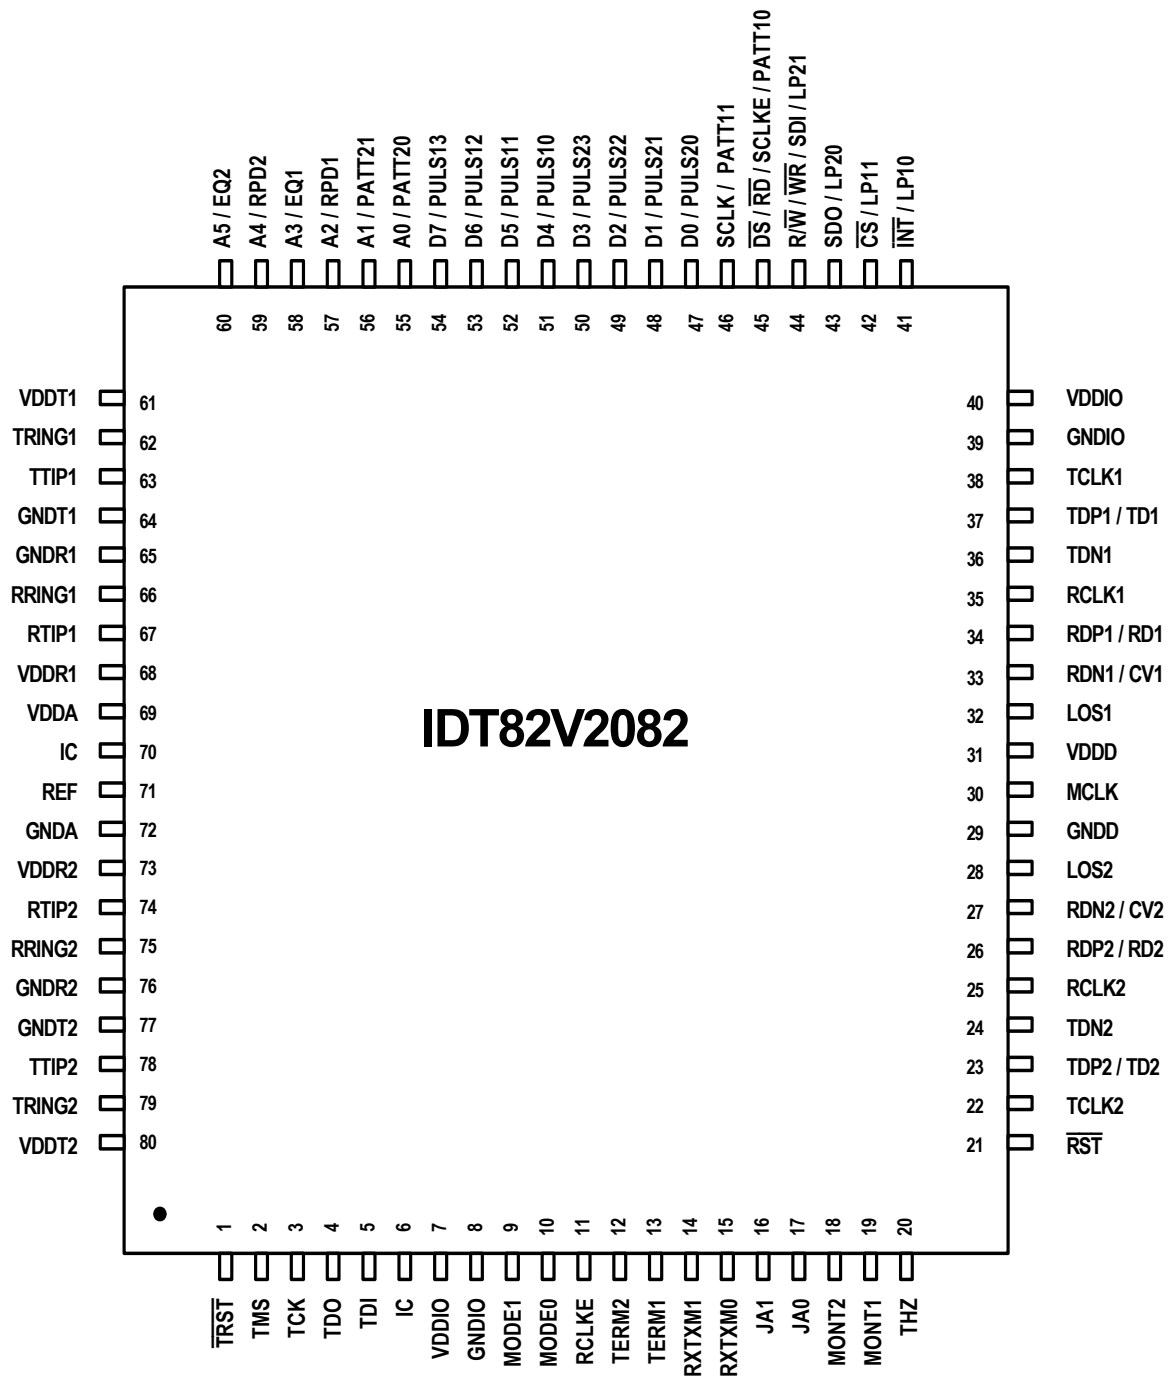 A5 / EQ2
A4 / RPD2
A3 / EQ1
A2 / RPD1
A1 / PATT21
A0 / PATT20
D7 / PULS13
D6 / PULS12
D5 / PULS11
D4 / PULS10
D3 / PULS23
D2 / PULS22
D1 / PULS21
D0 / PULS20
SCLK / PATT11
D̅S̅ / R̅D̅ / SCLKE / PATT10
R/W̅ / W̅R̅ / SDI / LP21
SDO / LP20
C̅S̅ / LP11
I̅N̅T̅ / LP10
60
59
58
57
56
55
54
53
52
51
50
49
48
47
46
45
44
43
42
41
VDDT1 61
TRING1 62
TTIP1 63
GNDT1 64
GNDR1 65
RRING1 66
RTIP1 67
VDDR1 68
VDDA 69
IC 70
REF 71
GNDA 72
VDDR2 73
RTIP2 74
RRING2 75
GNDR2 76
GNDT2 77
TTIP2 78
TRING2 79
VDDT2 80
IDT82V2082
40 VDDIO
39 GNDIO
38 TCLK1
37 TDP1 / TD1
36 TDN1
35 RCLK1
34 RDP1 / RD1
33 RDN1 / CV1
32 LOS1
31 VDDD
30 MCLK
29 GNDD
28 LOS2
27 RDN2 / CV2
26 RDP2 / RD2
25 RCLK2
24 TDN2
23 TDP2 / TD2
22 TCLK2
21 R̅S̅T̅
1
2
3
4
5
6
7
8
9
10
11
12
13
14
15
16
17
18
19
20
T̅R̅S̅T̅
TMS
TCK
TDO
TDI
IC
VDDIO
GNDIO
MODE1
MODE0
RCLKE
TERM2
TERM1
RXTXM1
RXTXM0
JA1
JA0
MONT2
MONT1
THZ